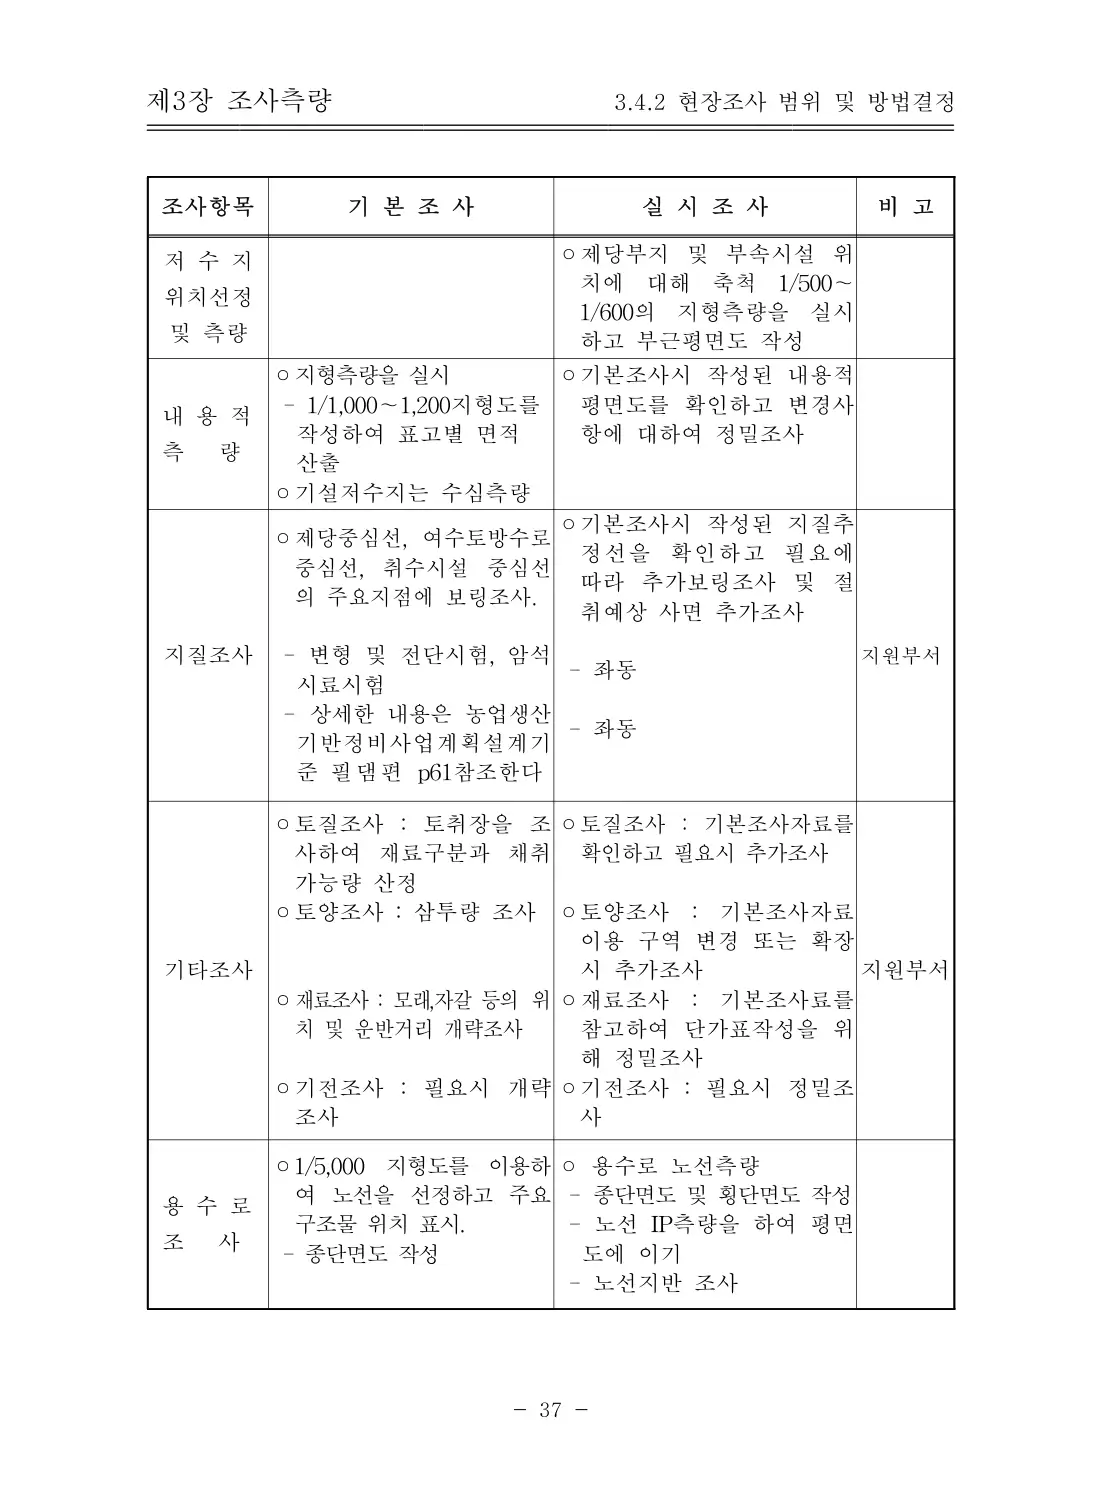 제3장 조사측량
3.4.2 현장조사 범위 및 방법결정
조사항목
기 본 조 사
실 시 조 사
비 고
저 수 지
위치선정
및 측량
○ 제당부지 및 부속시설 위
치에 대해 축척 1/500~
1/600의 지형측량을 실시
하고 부근평면도 작성
내 용 적
측 량
○ 지형측량을 실시
- 1/1,000~1,200지형도를
작성하여 표고별 면적
산출
○ 기설저수지는 수심측량
○ 기본조사시 작성된 내용적
평면도를 확인하고 변경사
항에 대하여 정밀조사
지질조사
○ 제당중심선, 여수토방수로
중심선, 취수시설 중심선
의 주요지점에 보링조사.
- 변형 및 전단시험, 암석
시료시험
- 상세한 내용은 농업생산
기반정비사업계획설계기
준 필댐편 p61참조한다
○ 기본조사시 작성된 지질추
정선을 확인하고 필요에
따라 추가보링조사 및 절
취예상 사면 추가조사
- 좌동
- 좌동
지원부서
기타조사
○ 토질조사 : 토취장을 조
사하여 재료구분과 채취
가능량 산정
○ 토양조사 : 삼투량 조사
○ 재료조사 : 모래,자갈 등의 위
치 및 운반거리 개략조사
○ 기전조사 : 필요시 개략
조사
○ 토질조사 : 기본조사자료를
확인하고 필요시 추가조사
○ 토양조사 : 기본조사자료
이용 구역 변경 또는 확장
시 추가조사
○ 재료조사 : 기본조사료를
참고하여 단가표작성을 위
해 정밀조사
○ 기전조사 : 필요시 정밀조
사
지원부서
용 수 로
조 사
○ 1/5,000 지형도를 이용하
여 노선을 선정하고 주요
구조물 위치 표시.
- 종단면도 작성
○ 용수로 노선측량
- 종단면도 및 횡단면도 작성
- 노선 IP측량을 하여 평면
도에 이기
- 노선지반 조사
- 37 -